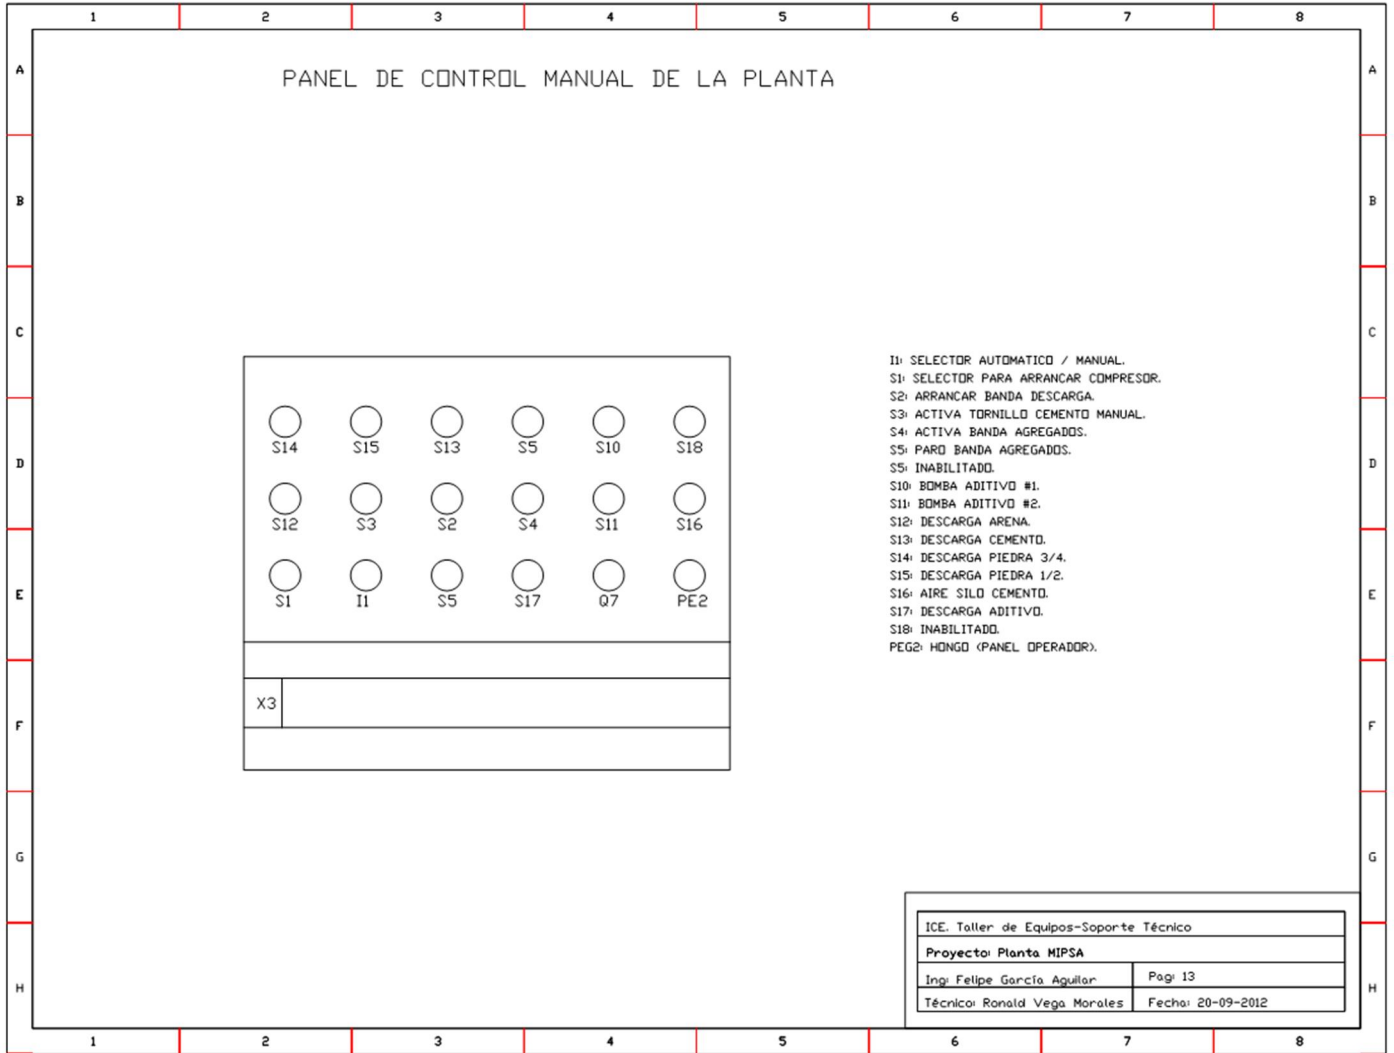 1 2 3 4 5 6 7 8
A A
PANEL DE CONTROL MANUAL DE LA PLANTA
B B
C C
I1: SELECTOR AUTOMATICO / MANUAL.
S1: SELECTOR PARA ARRANCAR COMPRESOR.
S2: ARRANCAR BANDA DESCARGA.
S3: ACTIVA TORNILLO CEMENTO MANUAL.
S4: ACTIVA BANDA AGREGADOS.
S5: PARO BANDA AGREGADOS.
S5: INABILITADO.
S10: BOMBA ADITIVO #1.
S11: BOMBA ADITIVO #2.
S12: DESCARGA ARENA.
S13: DESCARGA CEMENTO.
S14: DESCARGA PIEDRA 3/4.
S15: DESCARGA PIEDRA 1/2.
S16: AIRE SILO CEMENTO.
S17: DESCARGA ADITIVO.
S18: INABILITADO.
PEG2: HONGO (PANEL OPERADOR).
S14 S15 S13 S5 S10 S18
D D
S12 S3 S2 S4 S11 S16
E E
S1 I1 S5 S17 Q7 PE2
X3
F F
G G
ICE. Taller de Equipos-Soporte Técnico
Proyecto: Planta MIPSA
Ing: Felipe García Aguilar Pag: 13
Técnico: Ronald Vega Morales Fecha: 20-09-2012
H H
1 2 3 4 5 6 7 8